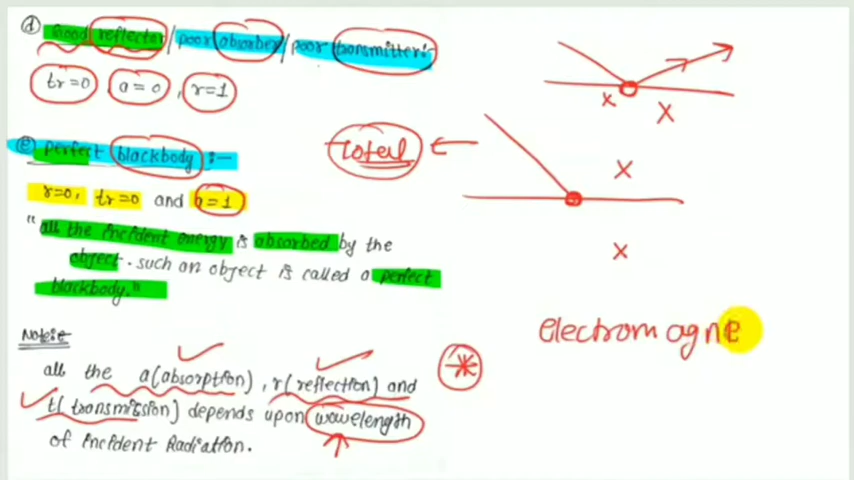 d) Good reflector/poor absorber/poor transmitter:-
tr=0, a=0, r=1
e) perfect blackbody:-
total ←
r=0, tr=0 and a=1
"all the incident energy is absorbed by the
object. such an object is called a perfect
blackbody."
Note:-
all the a(absorption), r(reflection) and
t(transmission) depends upon wavelength
of incident Radiation.
electromagne